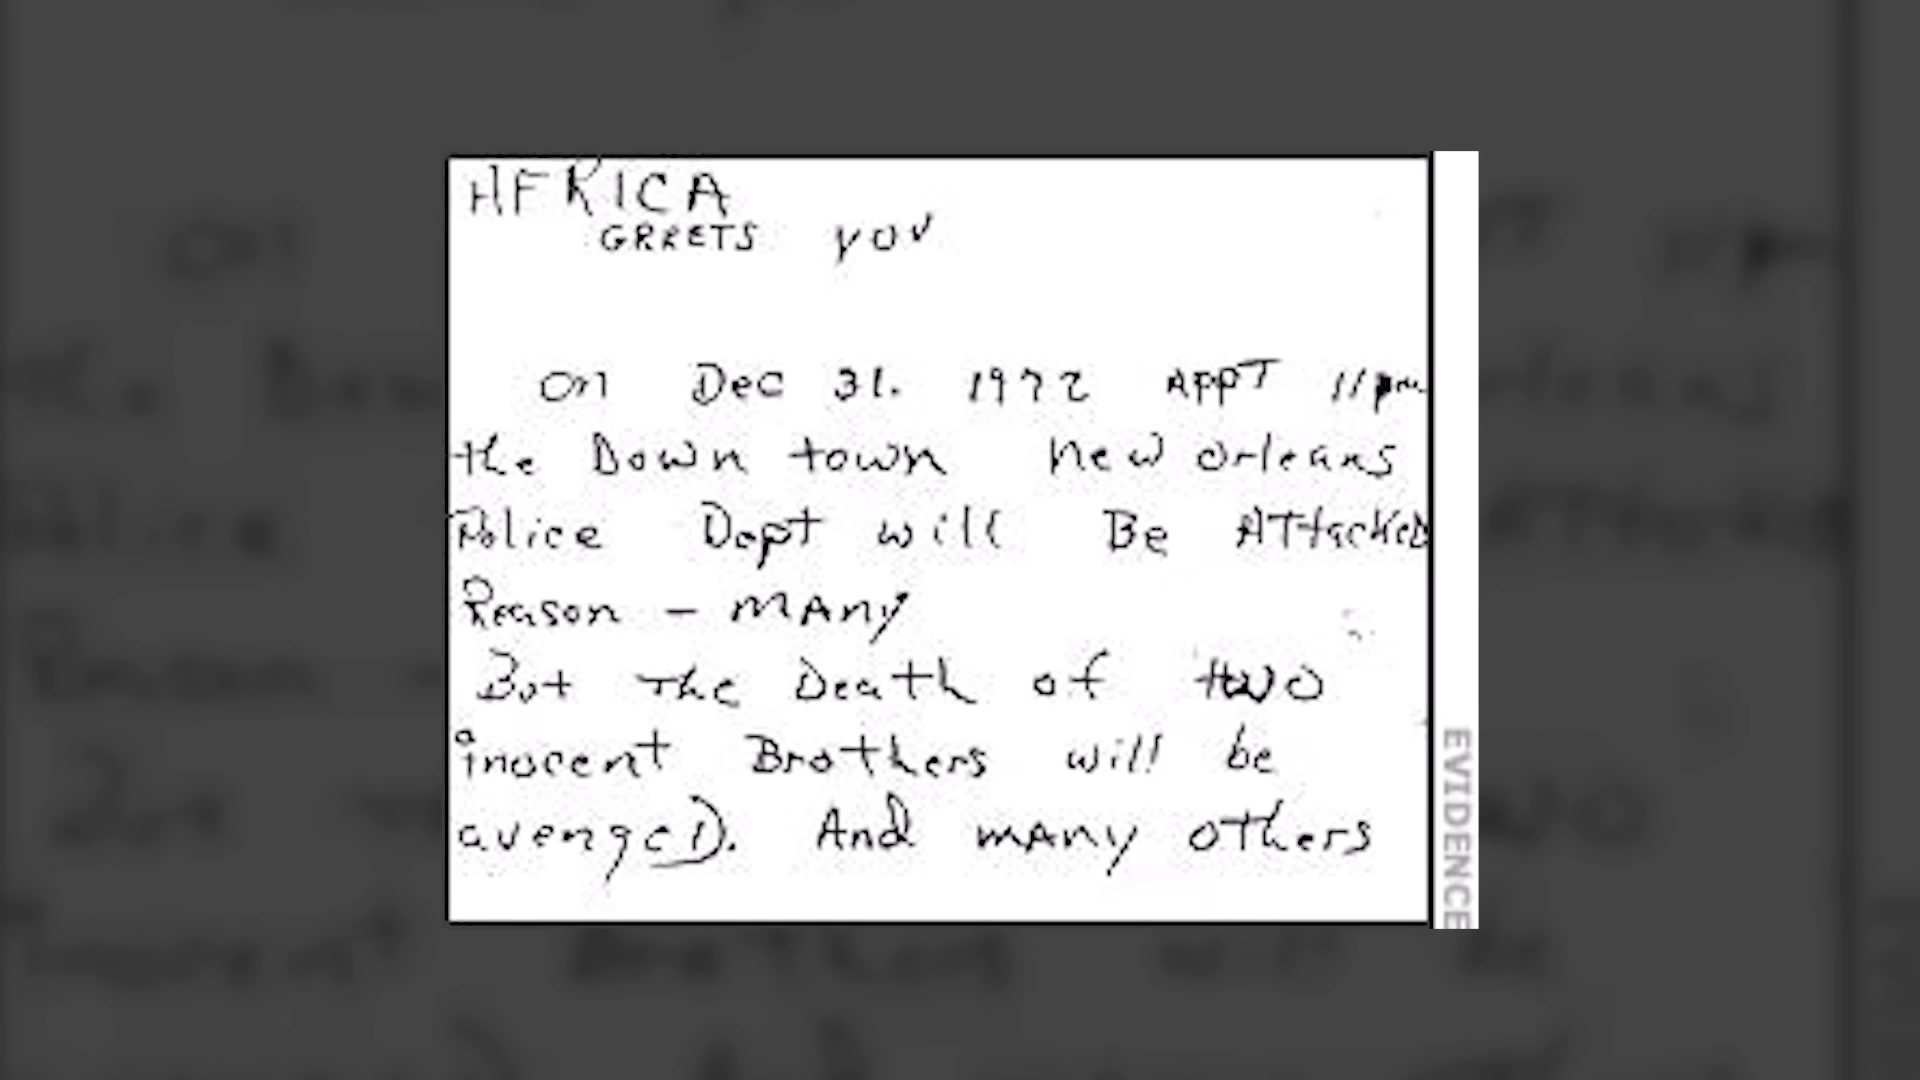 AFRICA
GREETS YOU
On Dec 31. 1972 APPT 11pm
the Down town New Orleans
Police Dept will Be Attacked
Reason - MANY
But The Death of two
inocent Brothers will be
avenged. And many others
EVIDENCE